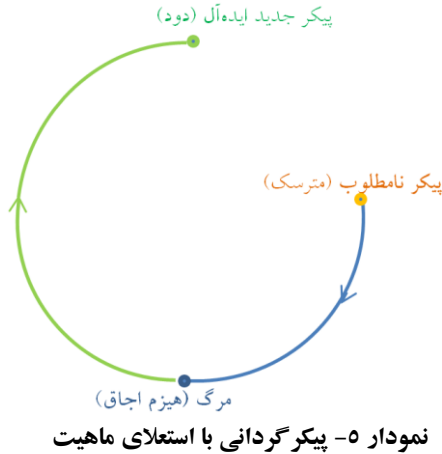 پیکر جدید ایده‌آل (دود)
پیکر نامطلوب (مترسک)
مرگ (هیزم اجاق)
نمودار ۵- پیکرگردانی با استعلای ماهیت